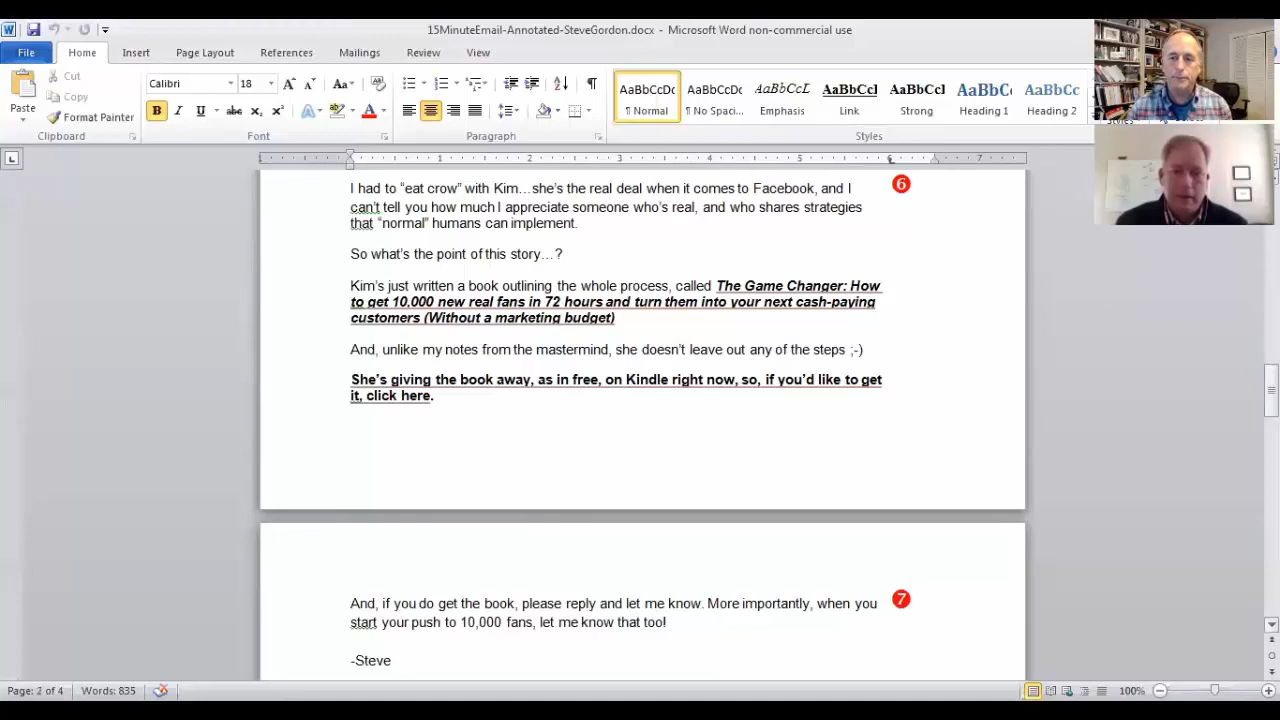 15MinuteEmail-Annotated-SteveGordon.docx - Microsoft Word non-commercial use
File Home Insert Page Layout References Mailings Review View
Paste
Cut
Copy
Format Painter
Clipboard
Calibri 18
Font
Paragraph
AaBbCcDc AaBbCcDc AaBbCcL AaBbCcI AaBbCcI AaBbC AaBbCc
¶ Normal ¶ No Spaci... Emphasis Link Strong Heading 1 Heading 2
Styles
1 2 3 4 5 6 7
I had to “eat crow” with Kim…she’s the real deal when it comes to Facebook, and I
can’t tell you how much I appreciate someone who’s real, and who shares strategies
that “normal” humans can implement.
6
So what’s the point of this story…?
Kim’s just written a book outlining the whole process, called The Game Changer: How
to get 10,000 new real fans in 72 hours and turn them into your next cash-paying
customers (Without a marketing budget)
And, unlike my notes from the mastermind, she doesn’t leave out any of the steps ;-)
She’s giving the book away, as in free, on Kindle right now, so, if you’d like to get
it, click here.
And, if you do get the book, please reply and let me know. More importantly, when you
start your push to 10,000 fans, let me know that too!
7
-Steve
Page: 2 of 4 Words: 835 100%